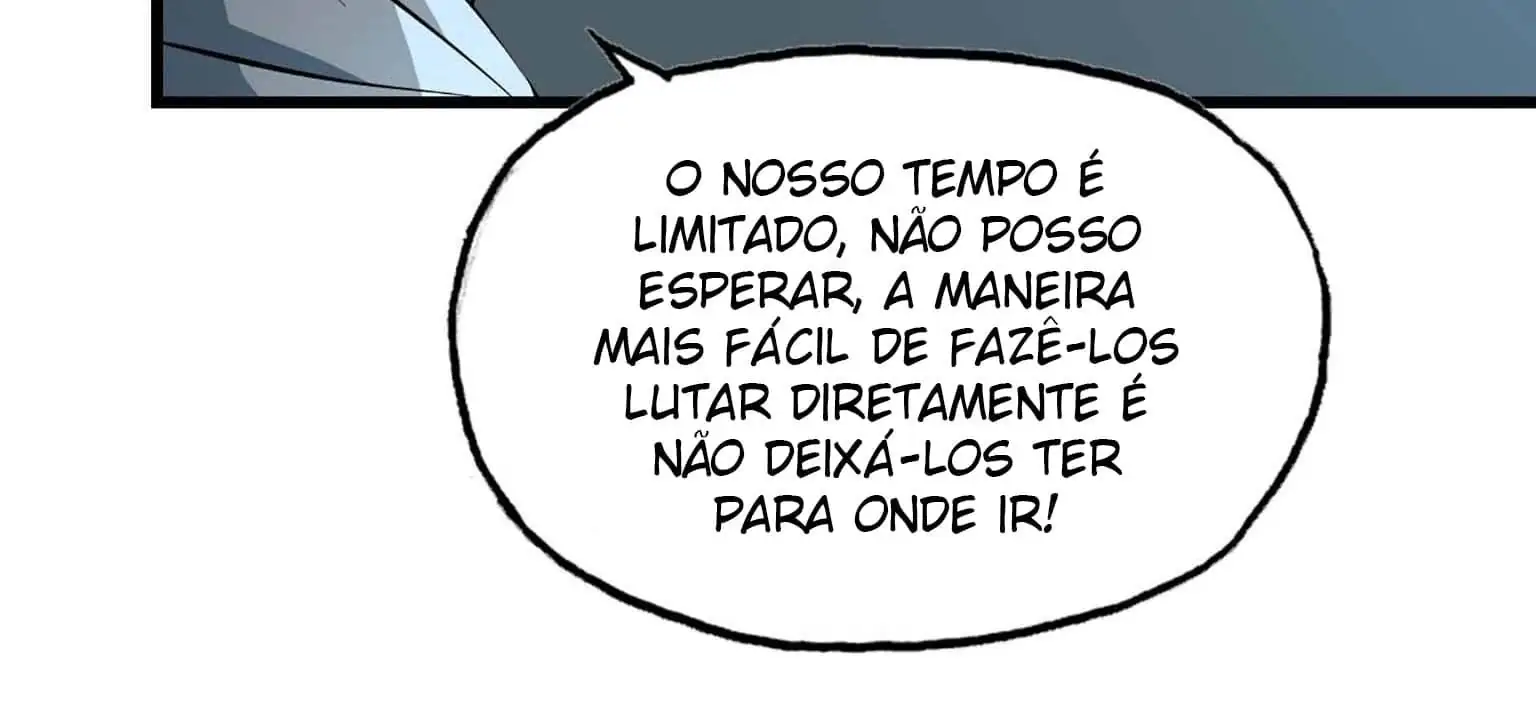 O NOSSO TEMPO É
LIMITADO, NÃO POSSO
ESPERAR, A MANEIRA
MAIS FÁCIL DE FAZÊ-LOS
LUTAR DIRETAMENTE É
NÃO DEIXÁ-LOS TER
PARA ONDE IR!